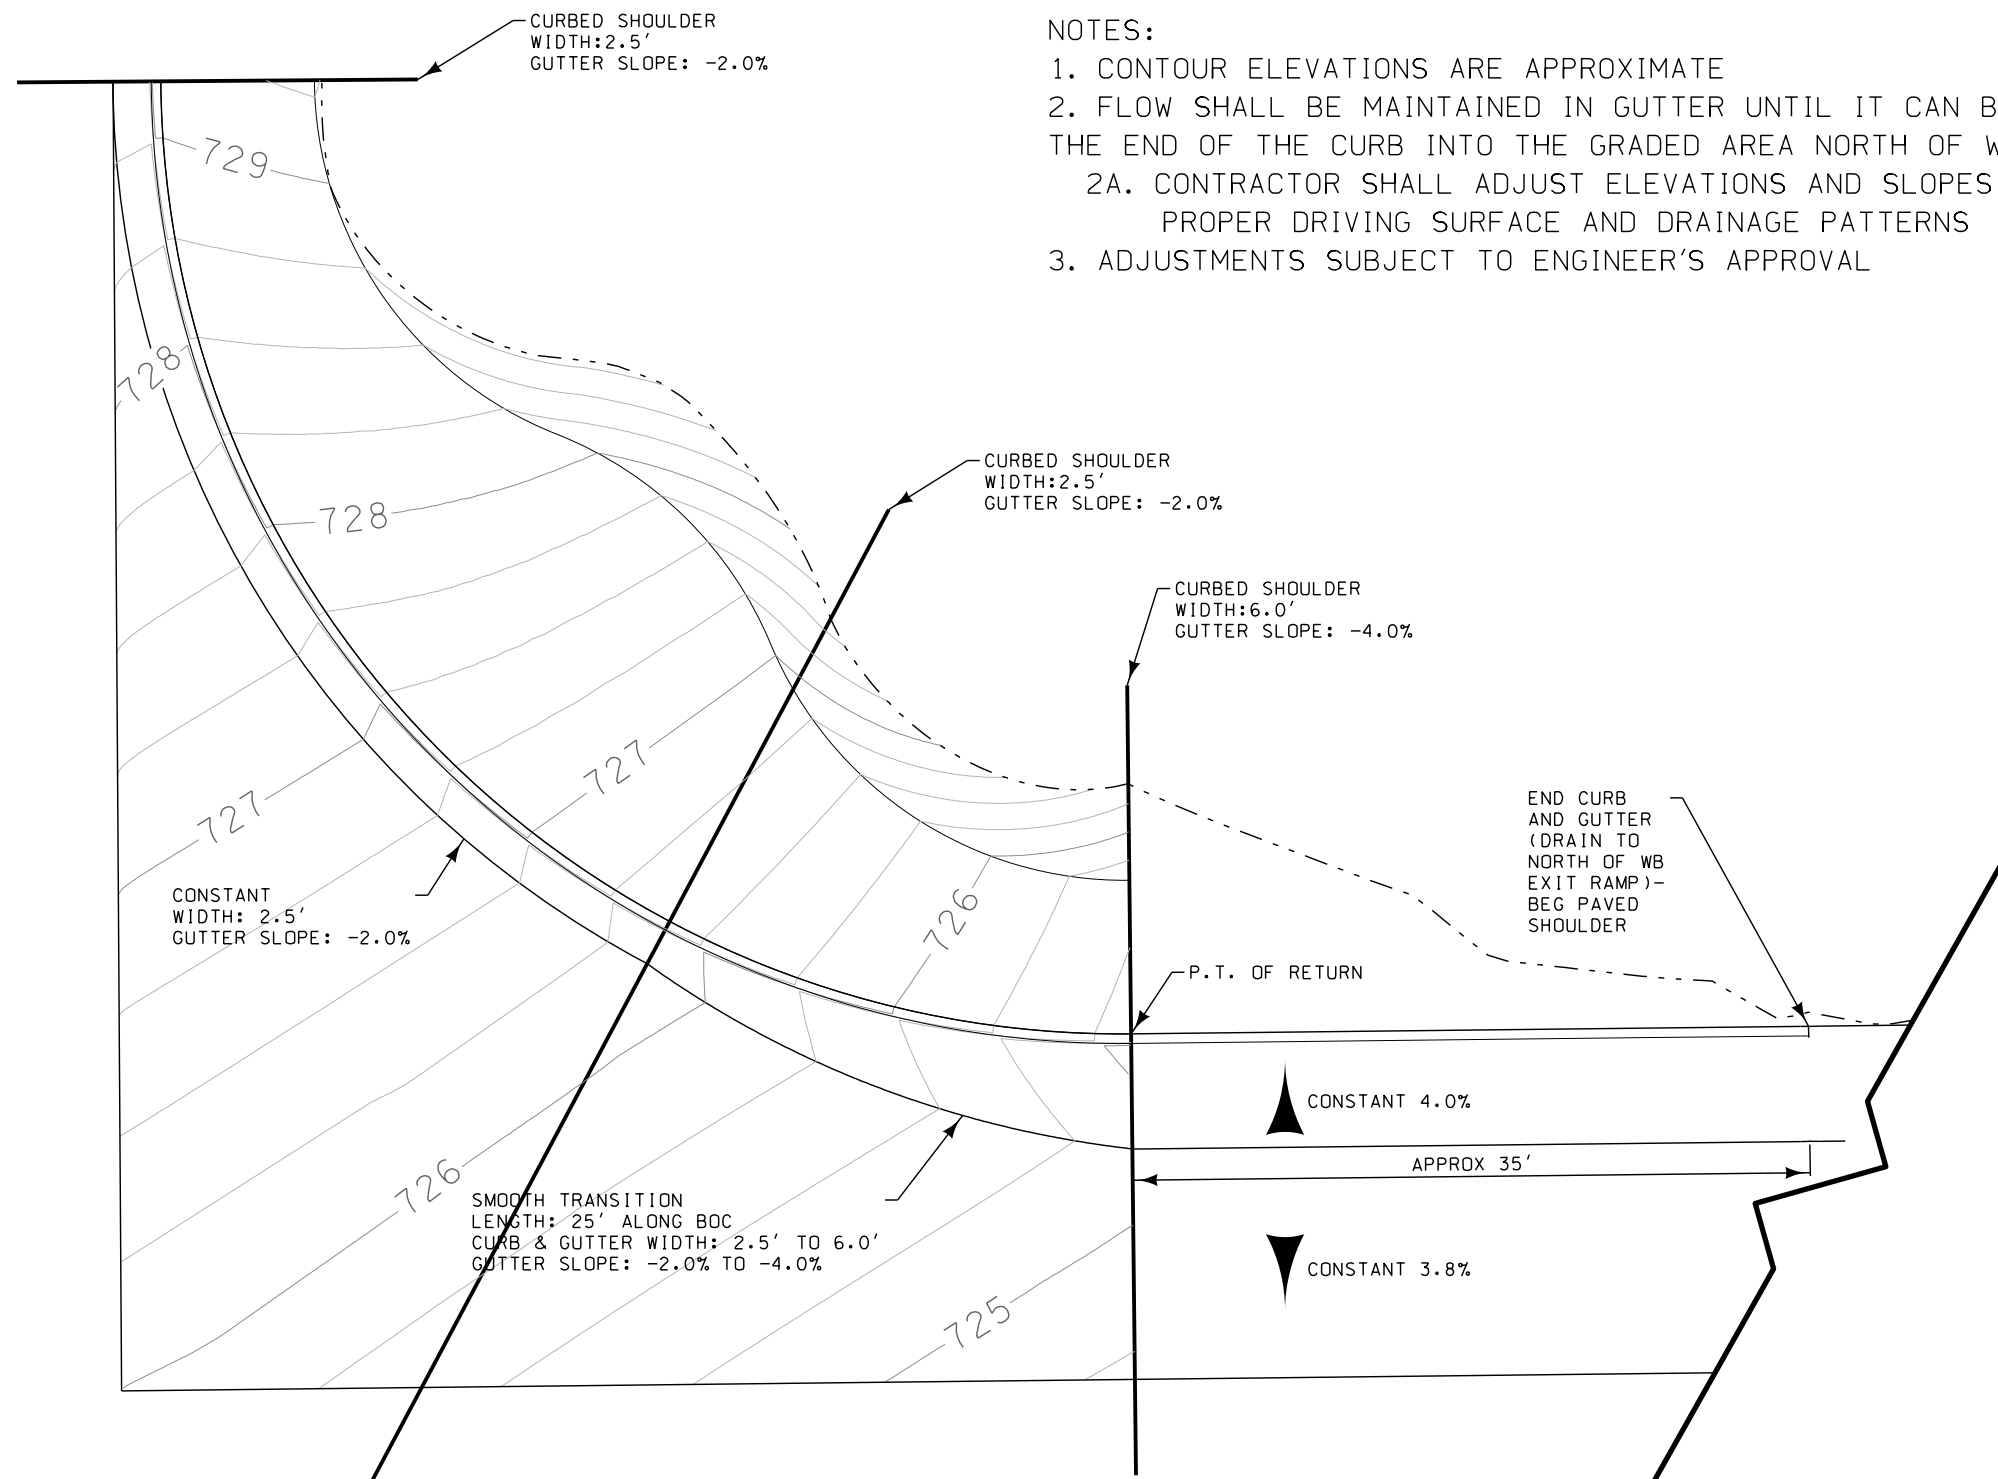 CURBED SHOULDER
WIDTH:2.5'
GUTTER SLOPE: -2.0%
NOTES:
1. CONTOUR ELEVATIONS ARE APPROXIMATE
2. FLOW SHALL BE MAINTAINED IN GUTTER UNTIL IT CAN B
THE END OF THE CURB INTO THE GRADED AREA NORTH OF W
2A. CONTRACTOR SHALL ADJUST ELEVATIONS AND SLOPES
PROPER DRIVING SURFACE AND DRAINAGE PATTERNS
3. ADJUSTMENTS SUBJECT TO ENGINEER'S APPROVAL
729
728
728
CURBED SHOULDER
WIDTH:2.5'
GUTTER SLOPE: -2.0%
CURBED SHOULDER
WIDTH:6.0'
GUTTER SLOPE: -4.0%
727
727
CONSTANT
WIDTH: 2.5'
GUTTER SLOPE: -2.0%
726
END CURB
AND GUTTER
(DRAIN TO
NORTH OF WB
EXIT RAMP)-
BEG PAVED
SHOULDER
P.T. OF RETURN
CONSTANT 4.0%
APPROX 35'
726
SMOOTH TRANSITION
LENGTH: 25' ALONG BOC
CURB & GUTTER WIDTH: 2.5' TO 6.0'
GUTTER SLOPE: -2.0% TO -4.0%
CONSTANT 3.8%
725